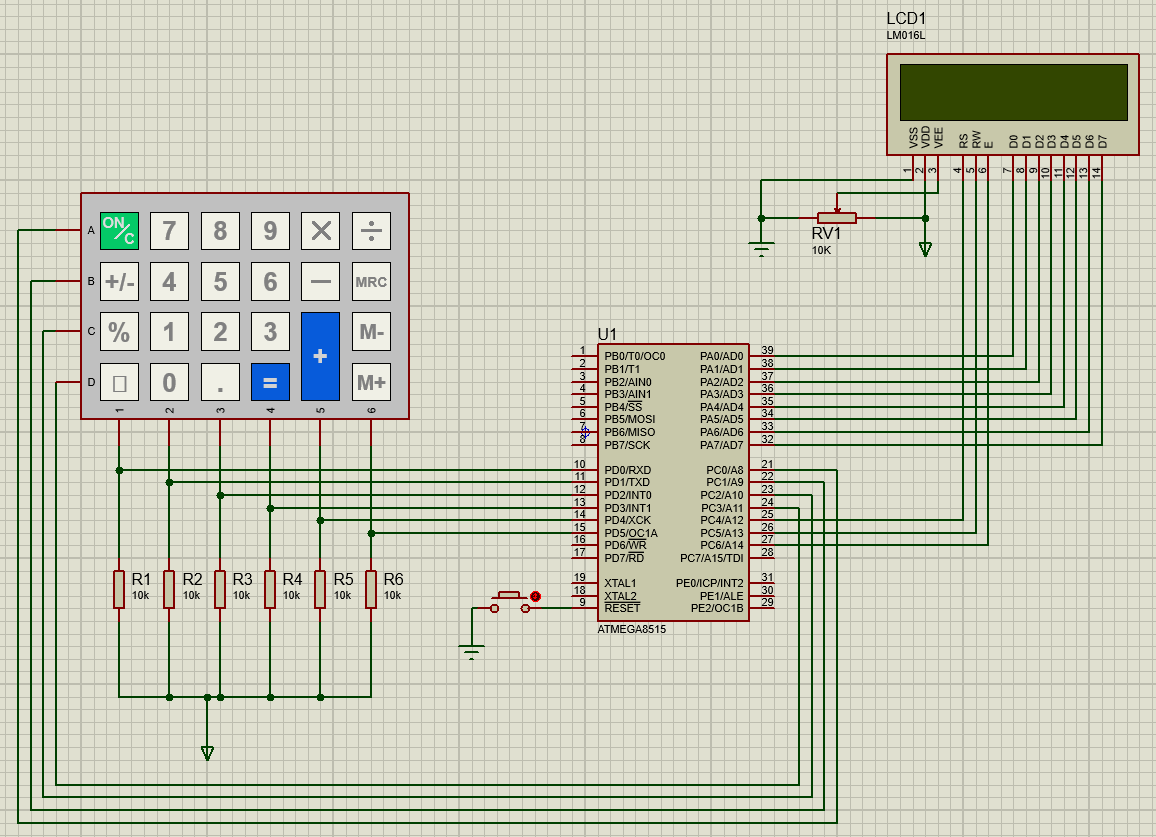 LCD1
LM016L
VSS VDD VEE RS RW E D0 D1 D2 D3 D4 D5 D6 D7
1 2 3 4 5 6 7 8 9 10 11 12 13 14
RV1
10K
A ON/C 7 8 9 × ÷
B +/- 4 5 6 − MRC
C % 1 2 3 + M-
D 0 . = M+
1 2 3 4 5 6
U1
1 PB0/T0/OC0 PA0/AD0 39
2 PB1/T1 PA1/AD1 38
3 PB2/AIN0 PA2/AD2 37
4 PB3/AIN1 PA3/AD3 36
5 PB4/SS PA4/AD4 35
6 PB5/MOSI PA5/AD5 34
7 PB6/MISO PA6/AD6 33
8 PB7/SCK PA7/AD7 32
10 PD0/RXD PC0/A8 21
11 PD1/TXD PC1/A9 22
12 PD2/INT0 PC2/A10 23
13 PD3/INT1 PC3/A11 24
14 PD4/XCK PC4/A12 25
15 PD5/OC1A PC5/A13 26
16 PD6/WR PC6/A14 27
17 PD7/RD PC7/A15/TDI 28
19 XTAL1 PE0/ICP/INT2 31
18 XTAL2 PE1/ALE 30
9 RESET PE2/OC1B 29
ATMEGA8515
R1 R2 R3 R4 R5 R6
10k 10k 10k 10k 10k 10k